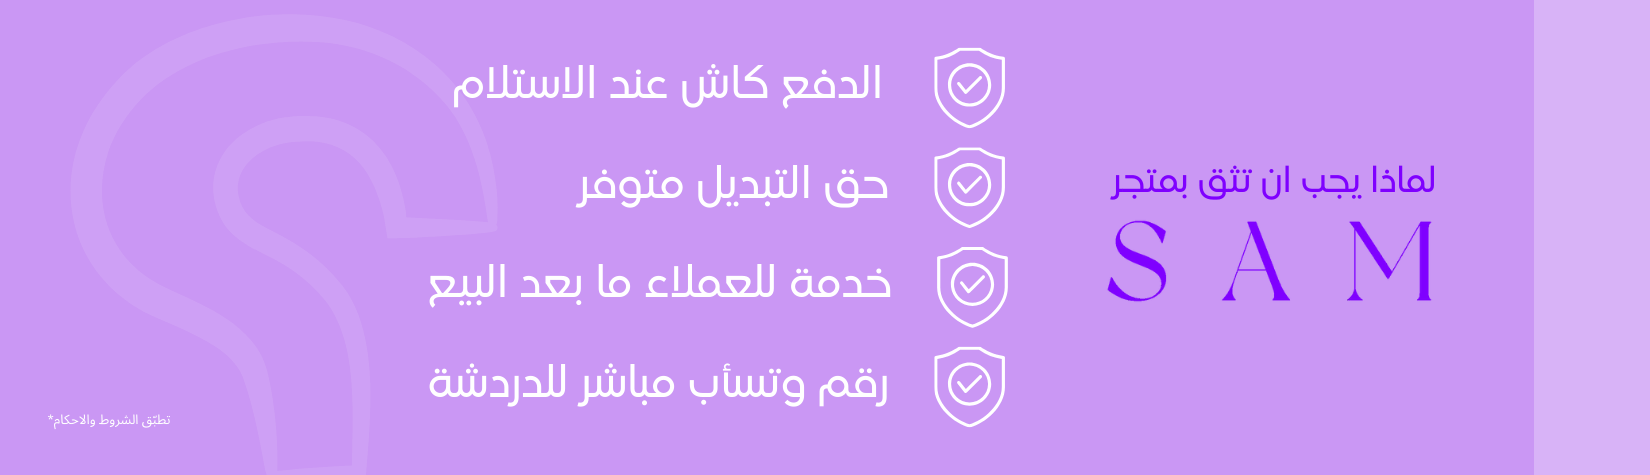 لماذا يجب ان تثق بمتجر
SAM
الدفع كاش عند الاستلام
حق التبديل متوفر
خدمة للعملاء ما بعد البيع
رقم وتسأب مباشر للدردشة
تطبّق الشروط والاحكام*